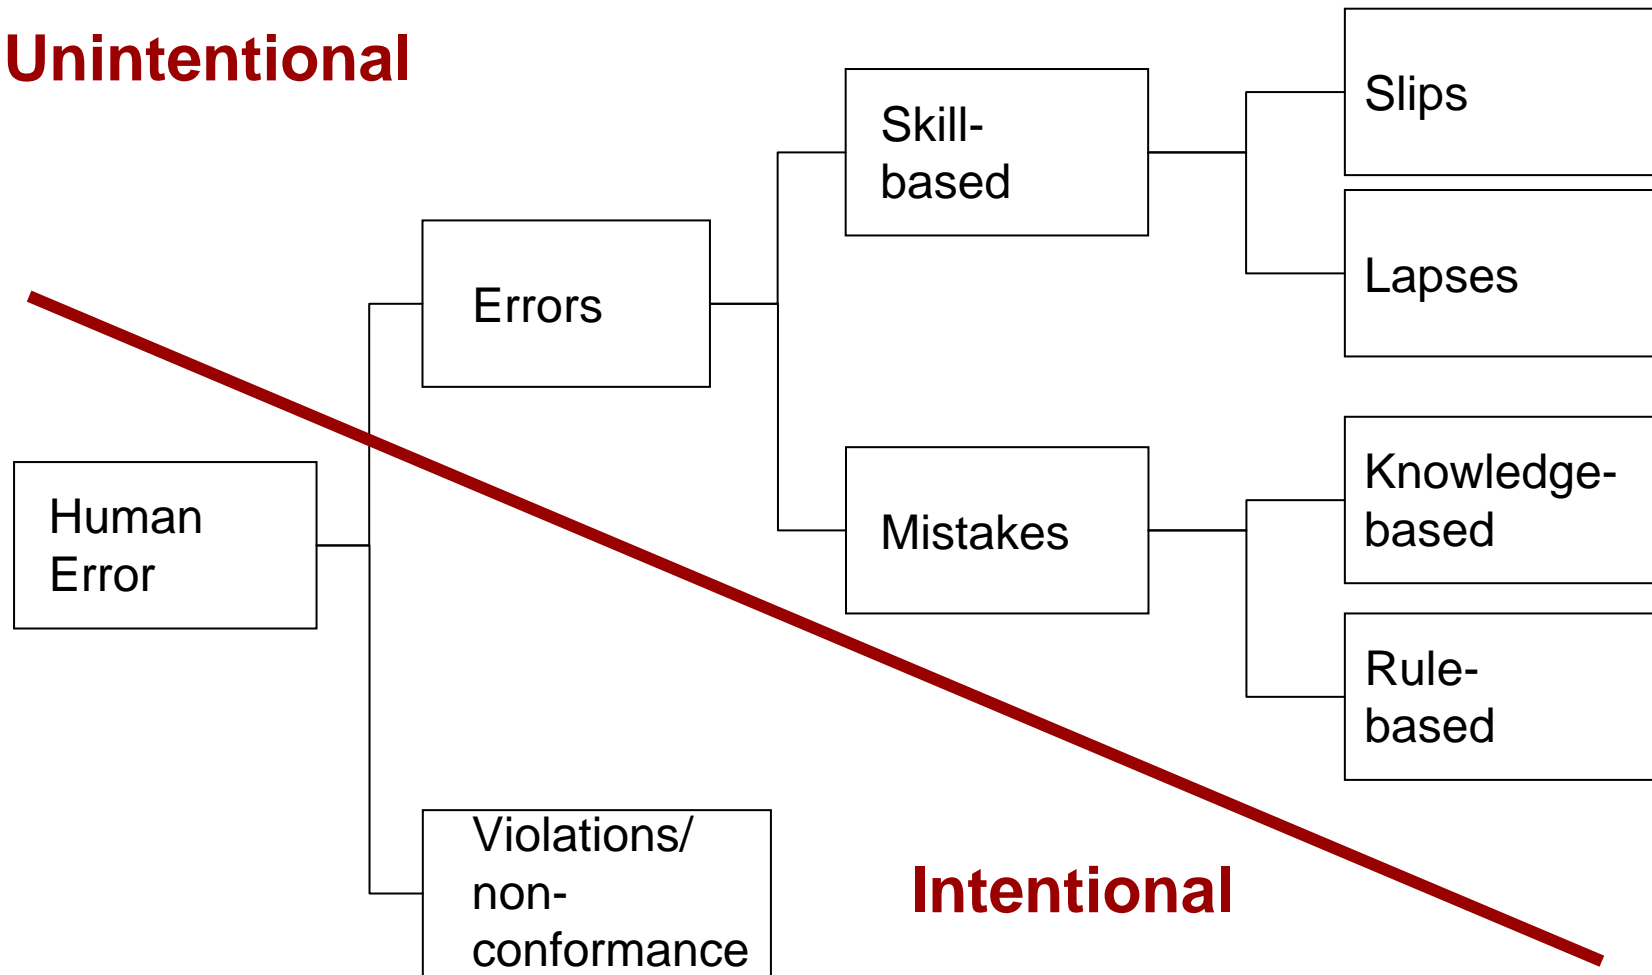 Unintentional
Skill-
based
Slips
Lapses
Errors
Human
Error
Mistakes
Knowledge-
based
Rule-
based
Violations/
non-
conformance
Intentional